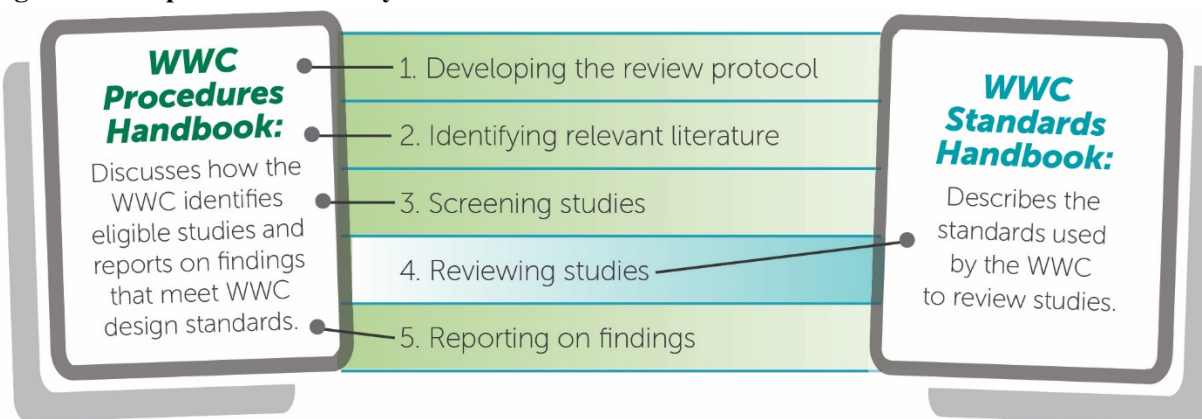 WWC
Procedures
Handbook:
Discusses how the
WWC identifies
eligible studies and
reports on findings
that meet WWC
design standards.
1. Developing the review protocol
2. Identifying relevant literature
3. Screening studies
4. Reviewing studies
5. Reporting on findings
WWC
Standards
Handbook:
Describes the
standards used
by the WWC
to review studies.